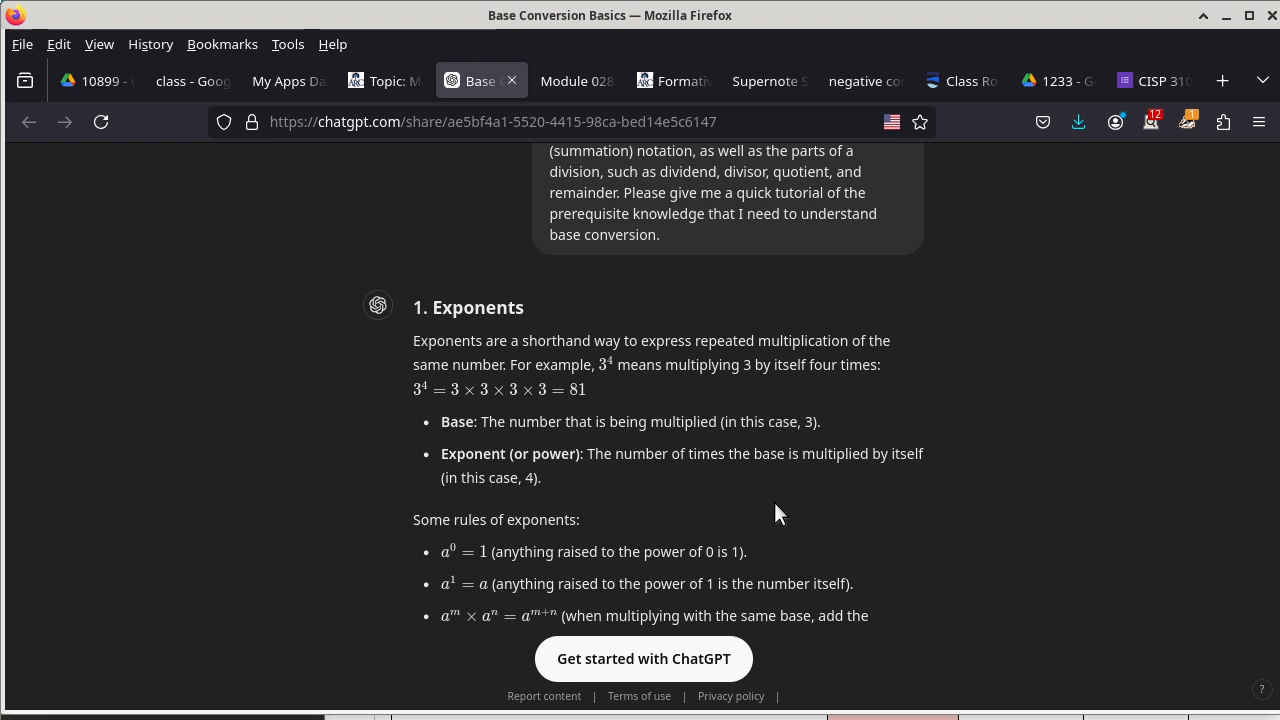 Base Conversion Basics — Mozilla Firefox
File Edit View History Bookmarks Tools Help
10899 - class - Goog My Apps Da Topic: M Base Module 028 Formativ Supernote S negative co Class Ro 1233 - G CISP 310
https://chatgpt.com/share/
12 1
(summation) notation, as well as the parts of a
division, such as dividend, divisor, quotient, and
remainder. Please give me a quick tutorial of the
prerequisite knowledge that I need to understand
base conversion.
1. Exponents
Exponents are a shorthand way to express repeated multiplication of the
same number. For example, 3⁴ means multiplying 3 by itself four times:
3⁴ = 3 × 3 × 3 × 3 = 81
• Base: The number that is being multiplied (in this case, 3).
• Exponent (or power): The number of times the base is multiplied by itself
(in this case, 4).
Some rules of exponents:
• a⁰ = 1 (anything raised to the power of 0 is 1).
• a¹ = a (anything raised to the power of 1 is the number itself).
• aᵐ × aⁿ = aᵐ⁺ⁿ (when multiplying with the same base, add the
Get started with ChatGPT
Report content | Terms of use | Privacy policy |
?